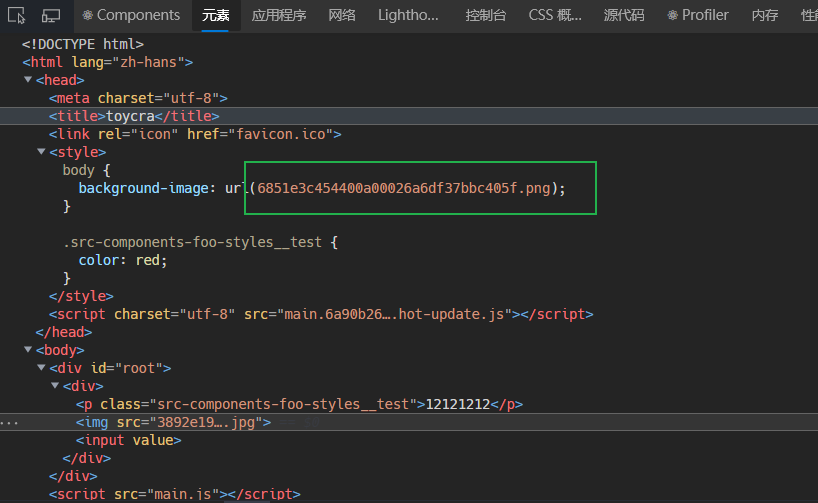 Components 元素 应用程序 网络 Lightho... 控制台 CSS 概... 源代码 Profiler 内存 性能
<!DOCTYPE html>
<html lang="zh-hans">
<head>
<meta charset="utf-8">
<title>toycra</title>
<link rel="icon" href="favicon.ico">
<style>
body {
background-image: url(6851e3c454400a00026a6df37bbc405f.png);
}
.src-components-foo-styles__test {
color: red;
}
</style>
<script charset="utf-8" src="main.6a90b26….hot-update.js"></script>
</head>
<body>
<div id="root">
<div>
<p class="src-components-foo-styles__test">12121212</p>
<img src="3892e19….jpg">
<input value>
</div>
</div>
<script src="main.js"></script>